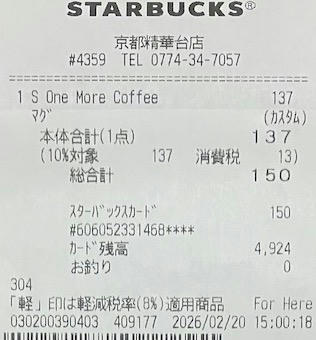 STARBUCKS®
京都精華台店
#4359 TEL 0774-34-7057
1 S One More Coffee 137
マグ (カスタム)
本体合計(1点) 137
(10%対象 137 消費税 13)
総合計 150
スターバックスカード 150
#606052331468****
カード残高 4,924
お釣り 0
304
「軽」印は軽減税率(8%)適用商品 For Here
030200390403 409177 2026/02/20 15:00:18